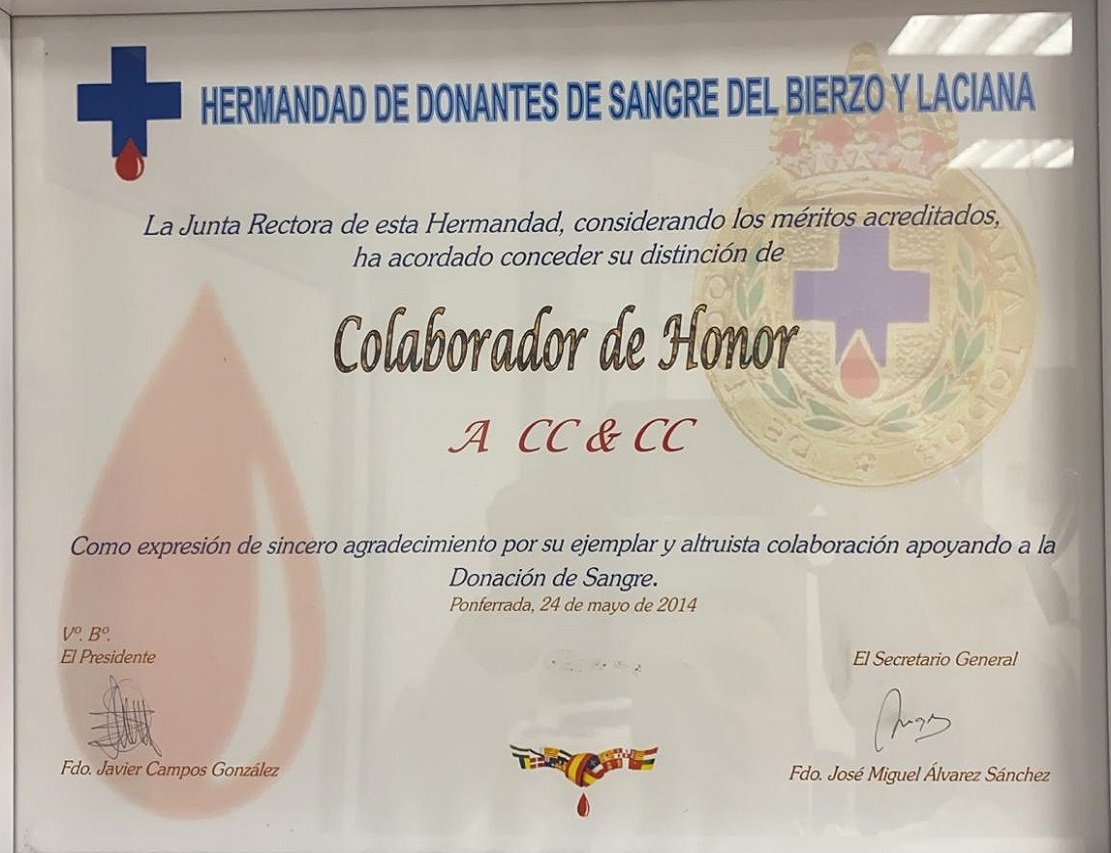 HERMANDAD DE DONANTES DE SANGRE DEL BIERZO Y LACIANA
La Junta Rectora de esta Hermandad, considerando los méritos acreditados,
ha acordado conceder su distinción de
Colaborador de Honor
A CC & CC
Como expresión de sincero agradecimiento por su ejemplar y altruista colaboración apoyando a la
Donación de Sangre.
Ponferrada, 24 de mayo de 2014
Vº. Bº.
El Presidente
El Secretario General
Fdo. Javier Campos González
Fdo. José Miguel Álvarez Sánchez